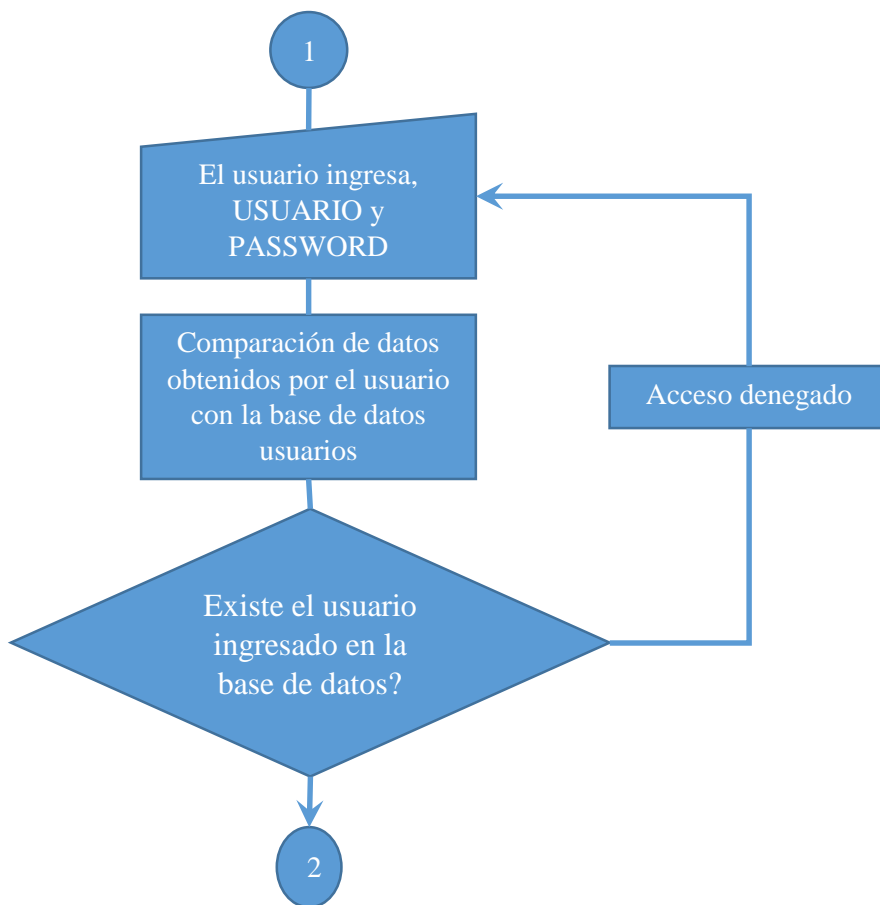 1
El usuario ingresa,
USUARIO y
PASSWORD
Comparación de datos
obtenidos por el usuario
con la base de datos
usuarios
Acceso denegado
Existe el usuario
ingresado en la
base de datos?
2